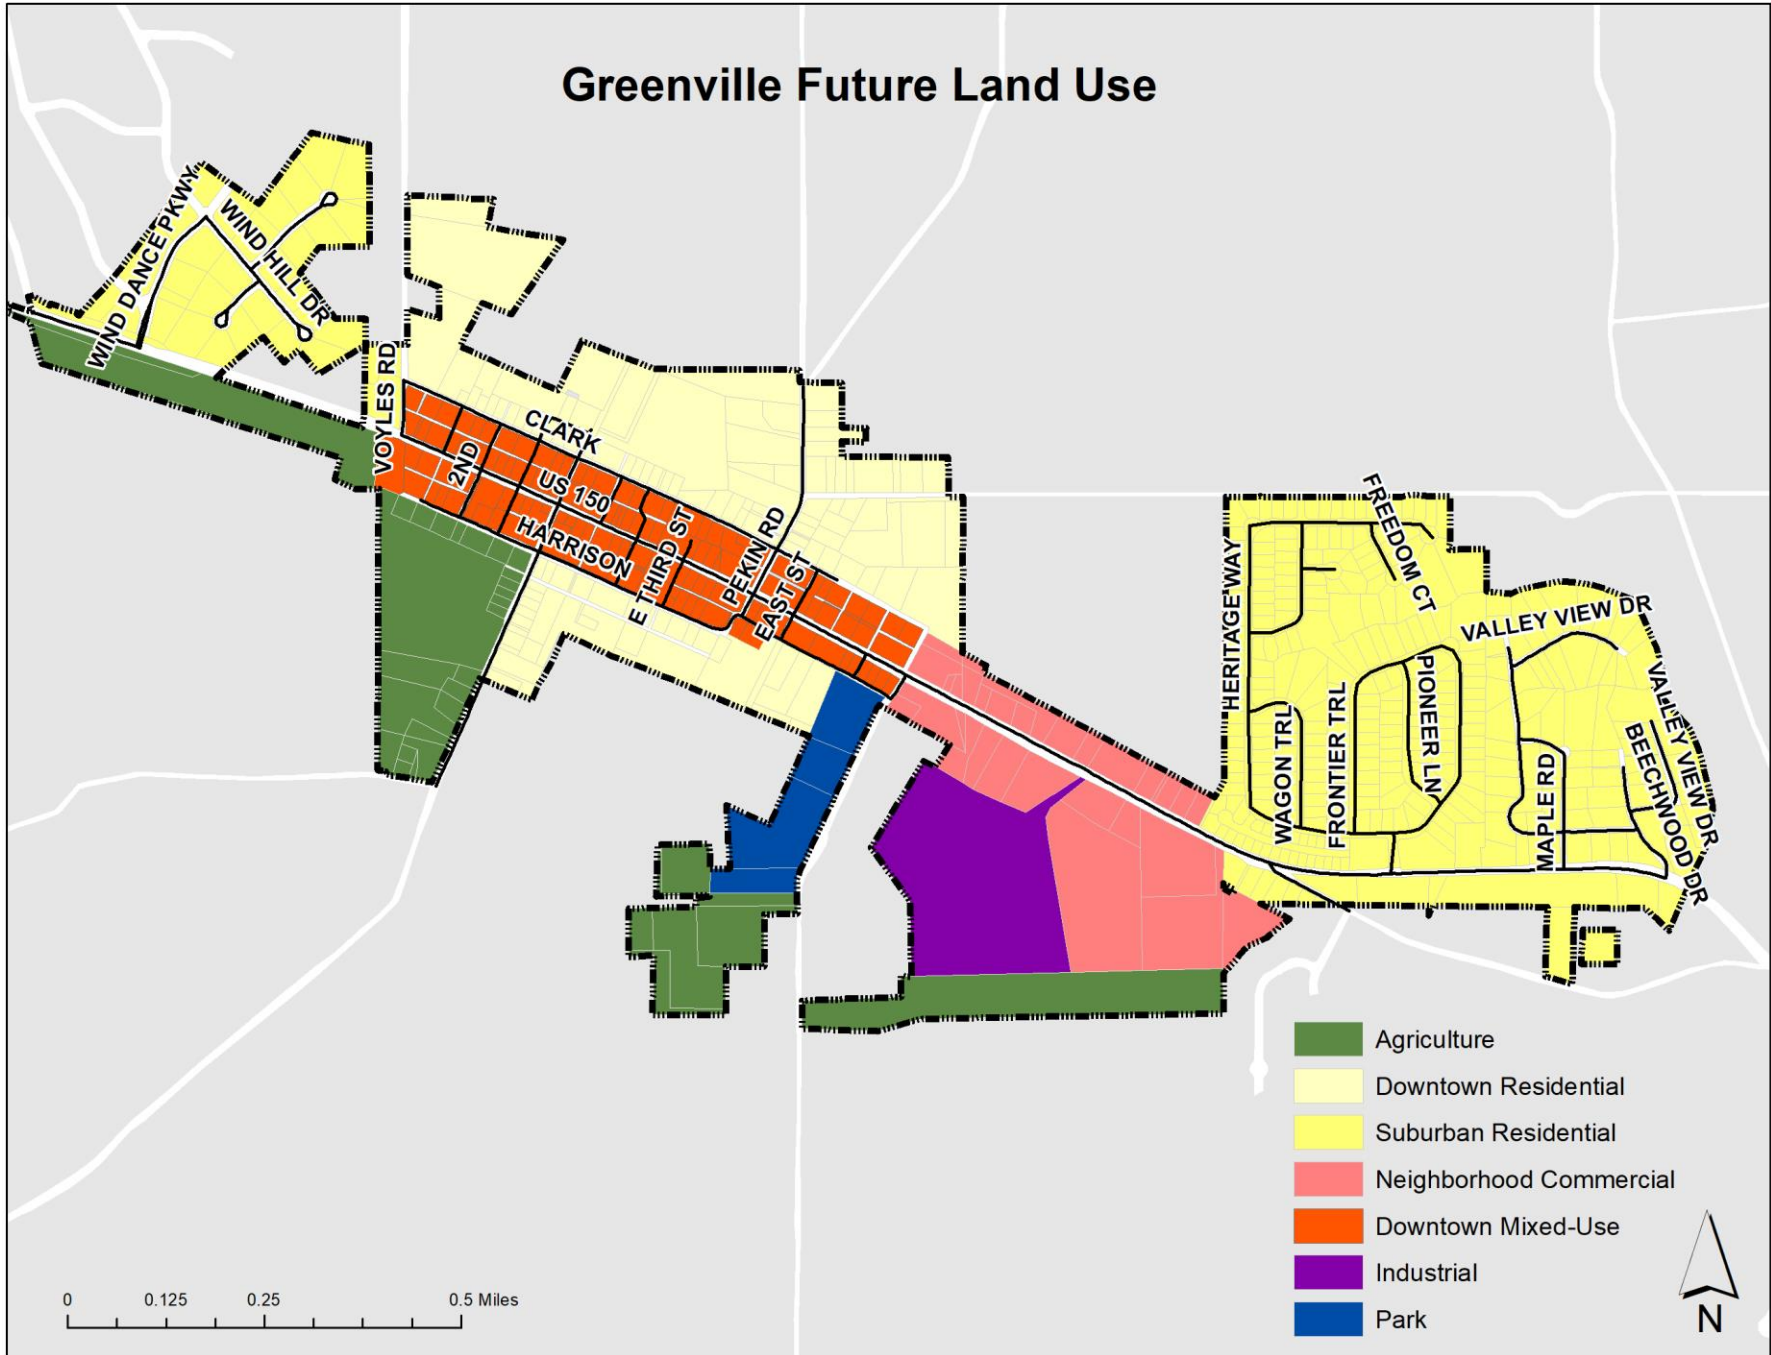 Greenville Future Land Use
WIND DANCE PKWY
WIND HILL DR
VOYLES RD
2ND
CLARK
US 150
HARRISON
E THIRD ST
PEKIN RD
EAST ST
HERITAGE WAY
FREEDOM CT
VALLEY VIEW DR
WAGON TRL
FRONTIER TRL
PIONEER LN
MAPLE RD
BEECHWOOD DR
VALLEY VIEW DR
Agriculture
Downtown Residential
Suburban Residential
Neighborhood Commercial
Downtown Mixed-Use
Industrial
Park
0 0.125 0.25 0.5 Miles
N